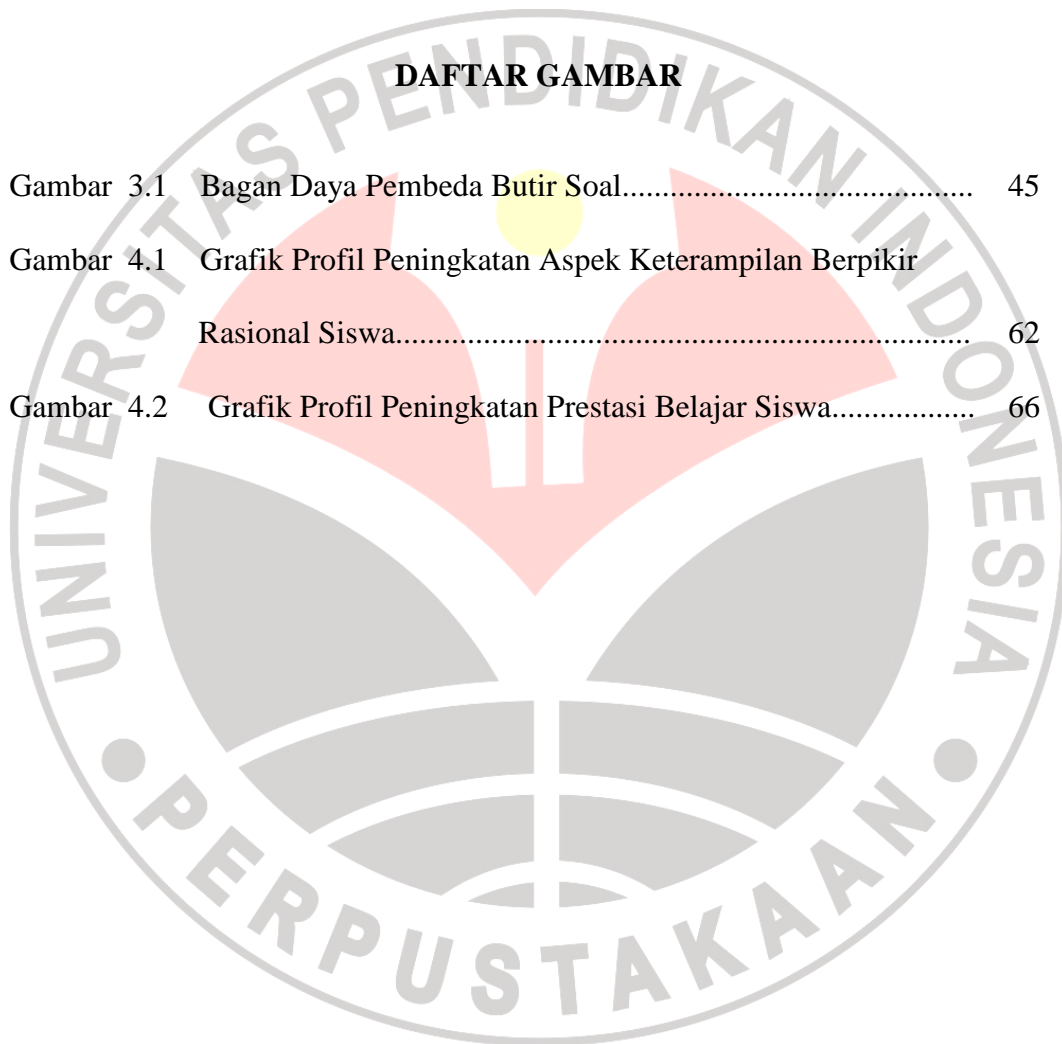 DAFTAR GAMBAR
Gambar 3.1 Bagan Daya Pembeda Butir Soal............................................ 45
Gambar 4.1 Grafik Profil Peningkatan Aspek Keterampilan Berpikir
Rasional Siswa........................................................................ 62
Gambar 4.2 Grafik Profil Peningkatan Prestasi Belajar Siswa.................. 66
UNIVERSITAS PENDIDIKAN INDONESIA
PERPUSTAKAAN